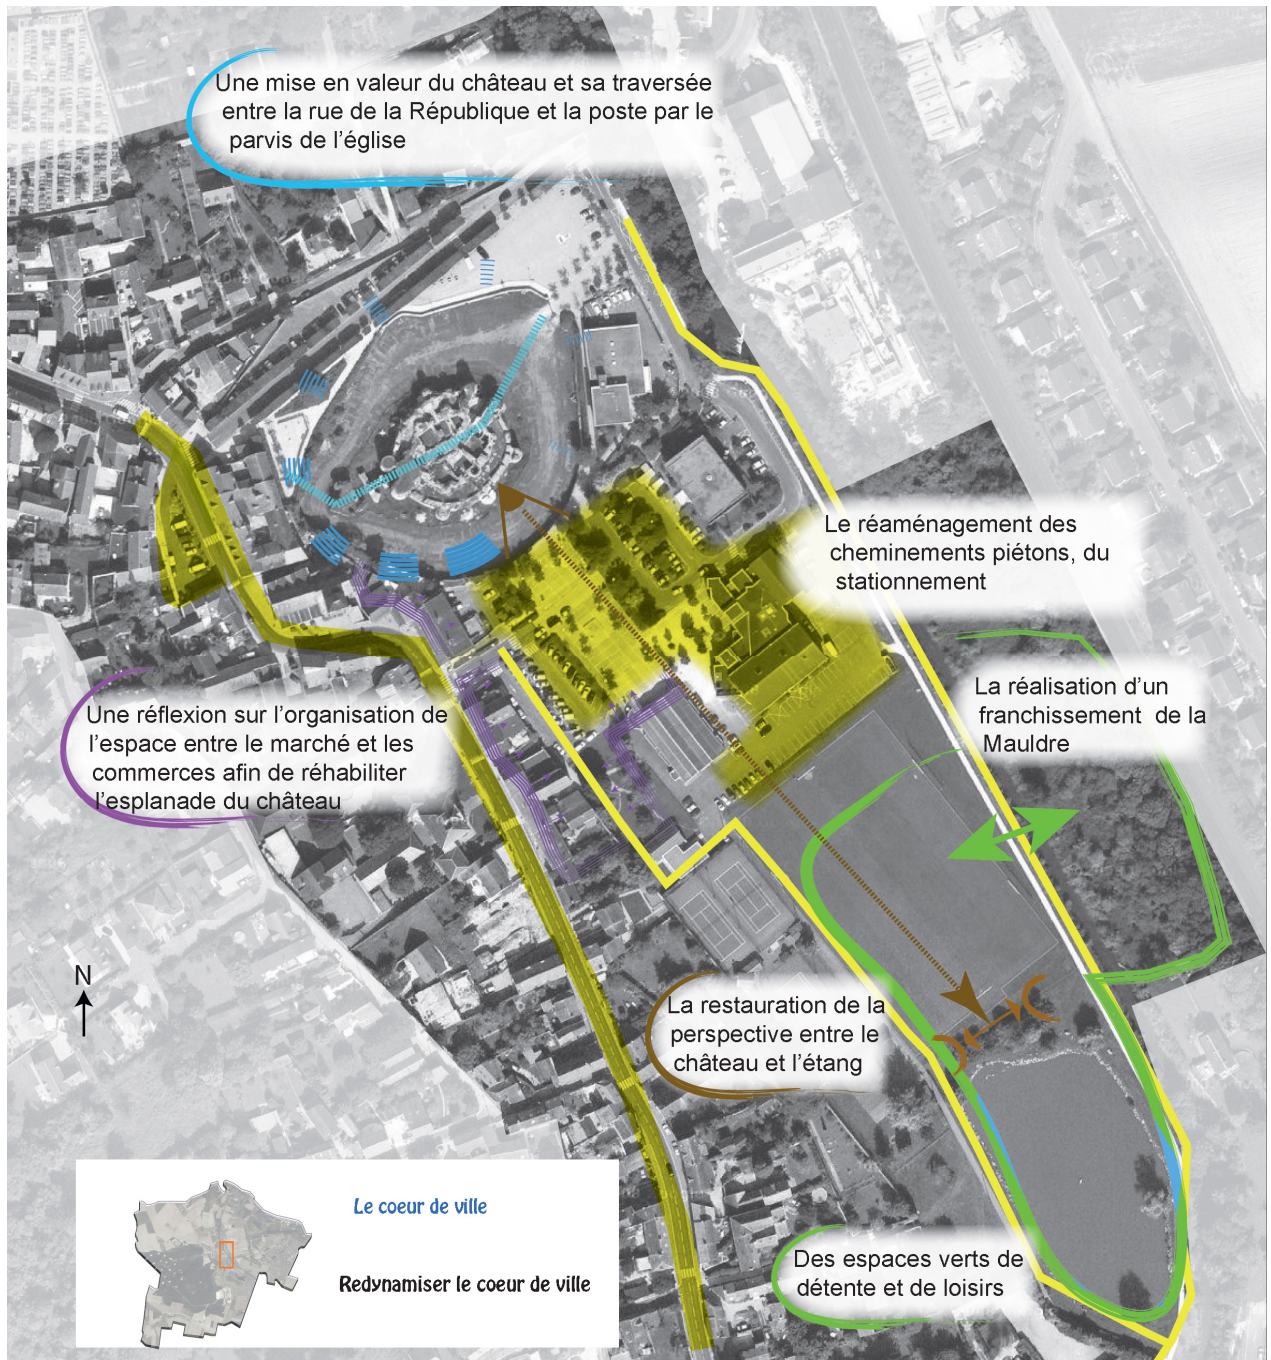 Une mise en valeur du château et sa traversée
entre la rue de la République et la poste par le
parvis de l'église
Le réaménagement des
cheminements piétons, du
stationnement
La réalisation d'un
franchissement de la
Mauldre
Une réflexion sur l'organisation de
l'espace entre le marché et les
commerces afin de réhabiliter
l'esplanade du château
N
La restauration de la
perspective entre le
château et l'étang
Le coeur de ville
Redynamiser le coeur de ville
Des espaces verts de
détente et de loisirs